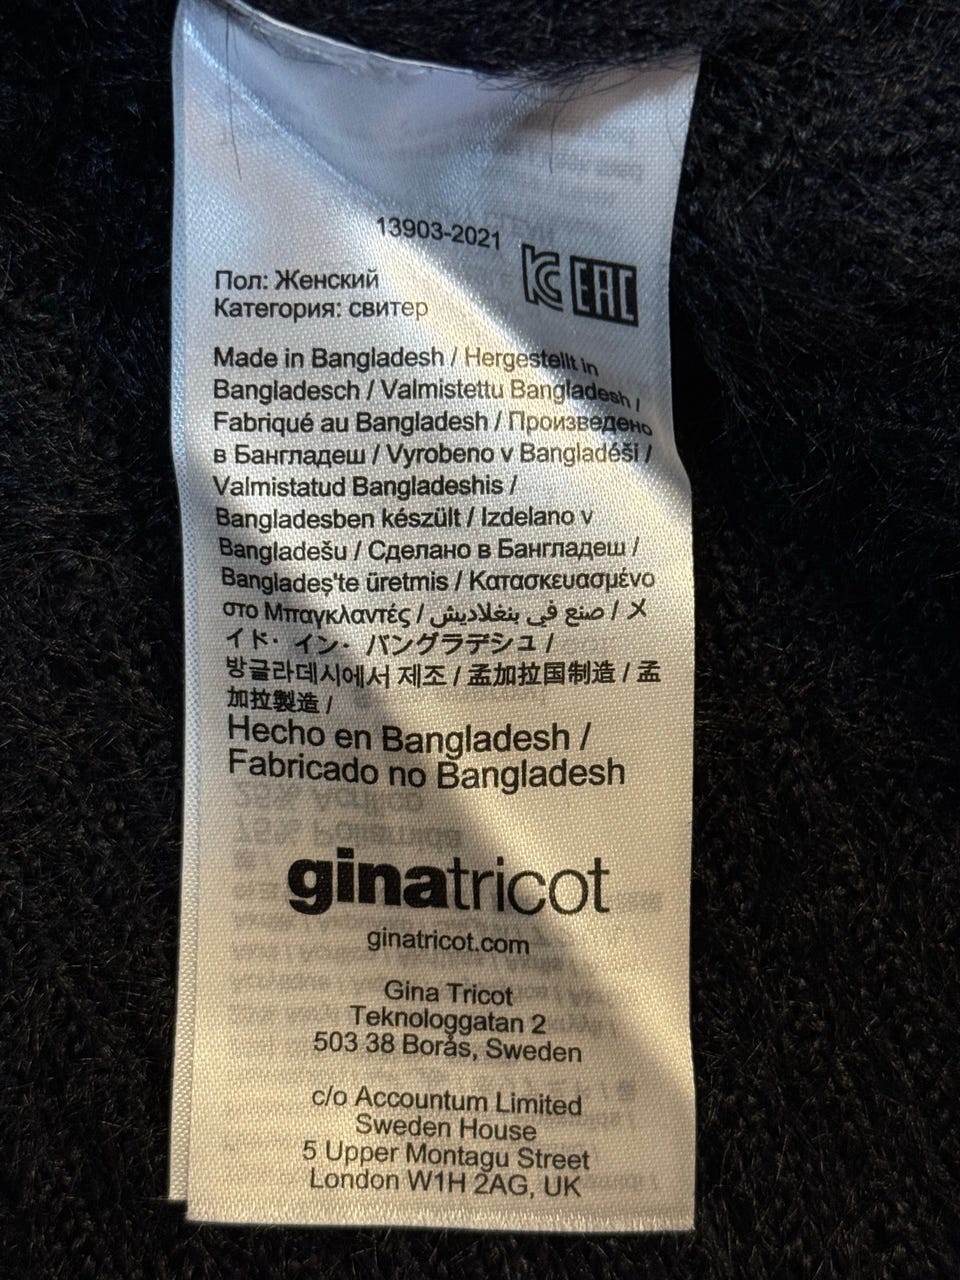 13903-2021
Пол: Женский
Категория: свитер
EAC
Made in Bangladesh / Hergestellt in
Bangladesch / Valmistettu Bangladesh /
Fabriqué au Bangladesh / Произведено
в Бангладеш / Vyrobeno v Bangladéši /
Valmistatud Bangladeshis /
Bangladesben készült / Izdelano v
Bangladešu / Сделано в Бангладеш /
Bangladeş'te üretmis / Κατασκευασμένο
στο Μπαγκλαντές / صنع في بنغلاديش / メ
イド・イン・バングラデシュ /
방글라데시에서 제조 / 孟加拉国制造 / 孟
加拉製造 /
Hecho en Bangladesh /
Fabricado no Bangladesh
ginatricot
ginatricot.com
Gina Tricot
Teknologgatan 2
503 38 Borås, Sweden
c/o Accountum Limited
Sweden House
5 Upper Montagu Street
London W1H 2AG, UK